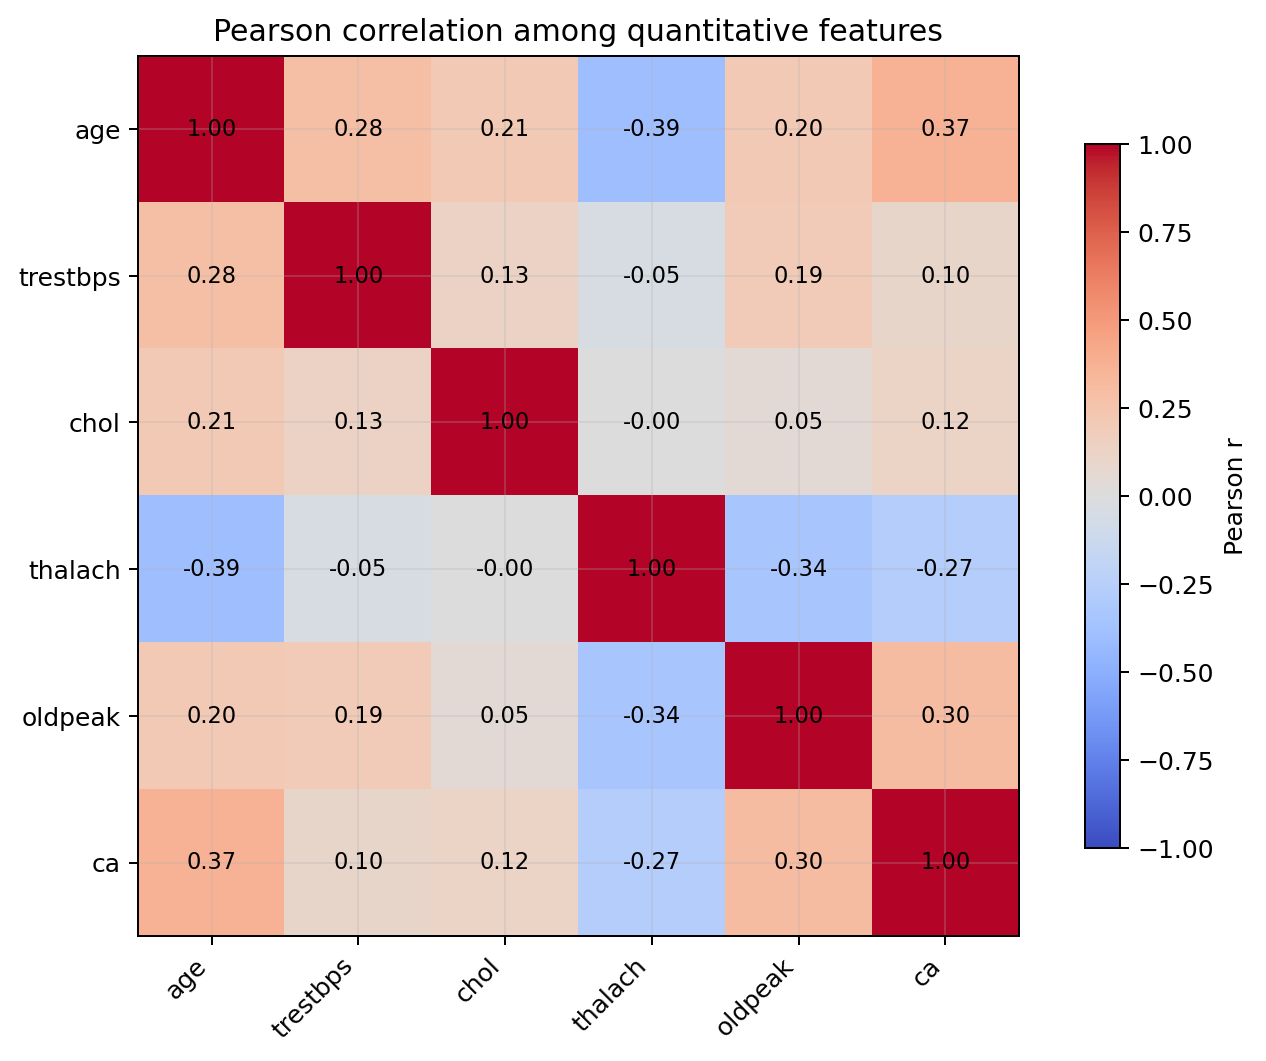 Pearson correlation among quantitative features
age 1.00 0.28 0.21 -0.39 0.20 0.37
trestbps 0.28 1.00 0.13 -0.05 0.19 0.10
chol 0.21 0.13 1.00 -0.00 0.05 0.12
thalach -0.39 -0.05 -0.00 1.00 -0.34 -0.27
oldpeak 0.20 0.19 0.05 -0.34 1.00 0.30
ca 0.37 0.10 0.12 -0.27 0.30 1.00
age trestbps chol thalach oldpeak ca
1.00
0.75
0.50
0.25
0.00
−0.25
−0.50
−0.75
−1.00
Pearson r